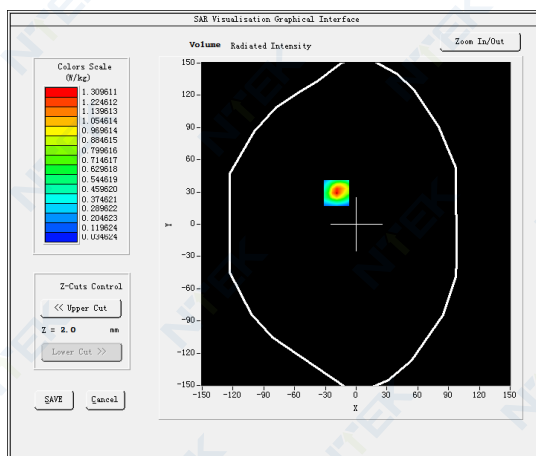 SAR Visualisation Graphical Interface
Volume Radiated Intensity
Zoom In/Out
Colors Scale
(W/kg)
1.309611
1.224612
1.139613
1.054614
0.969614
0.884615
0.799616
0.714617
0.629618
0.544619
0.459620
0.374621
0.289622
0.204623
0.119624
0.034624
Z-Cuts Control
<< Upper Cut
Z = 2.0 mm
Lower Cut >>
SAVE Cancel
150
120
90
60
30
0
-30
-60
-90
-120
-150
Y
-150 -120 -90 -60 -30 0 30 60 90 120 150
X
NTEK